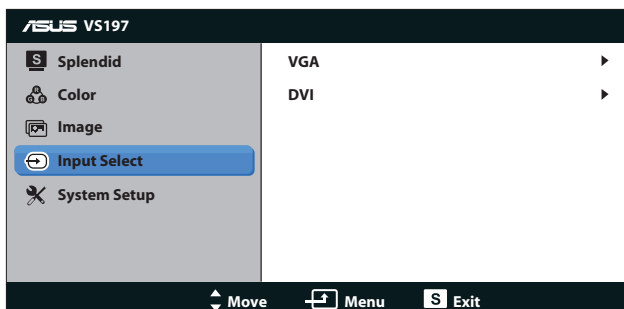 ASUS VS197
S Splendid
R G B Color
Image
Input Select
System Setup
VGA
DVI
Move Menu S Exit